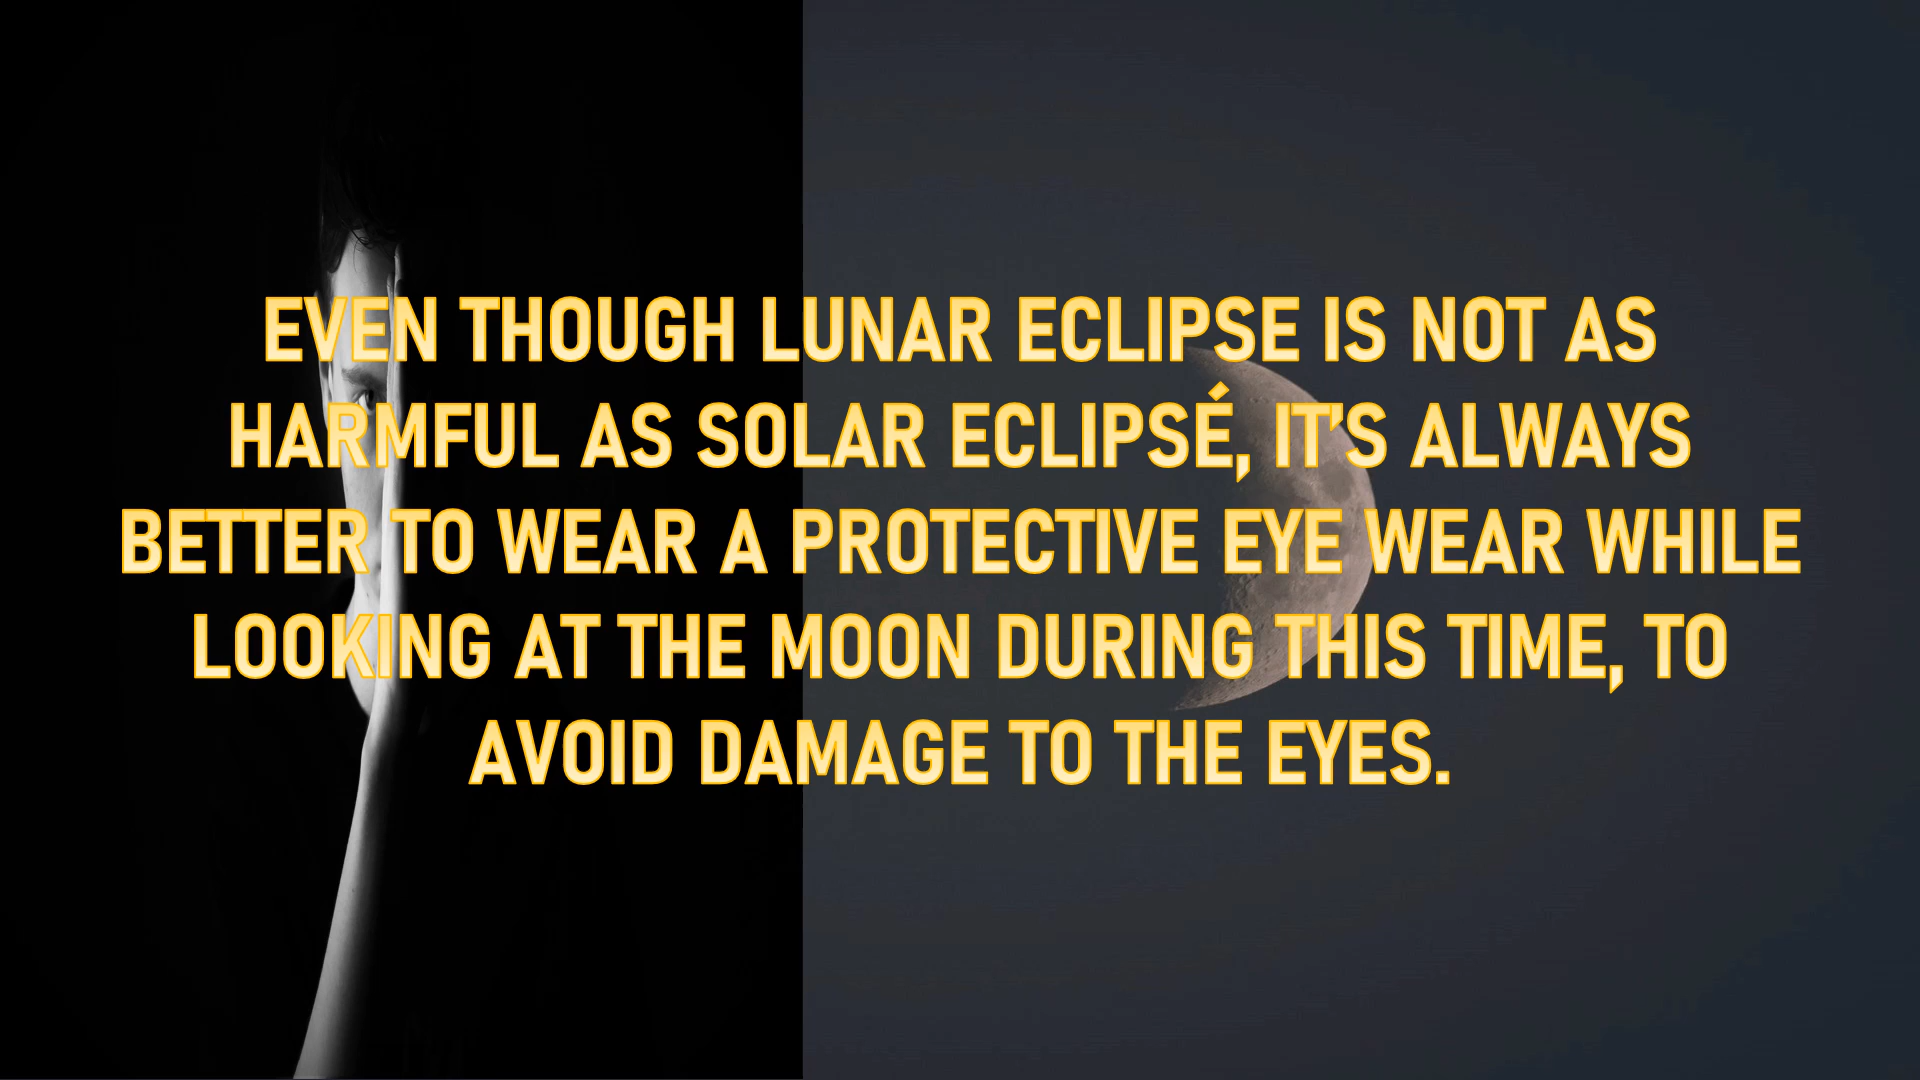 EVEN THOUGH LUNAR ECLIPSE IS NOT AS
HARMFUL AS SOLAR ECLIPSÉ, IT’S ALWAYS
BETTER TO WEAR A PROTECTIVE EYE WEAR WHILE
LOOKING AT THE MOON DURING THIS TIME, TO
AVOID DAMAGE TO THE EYES.